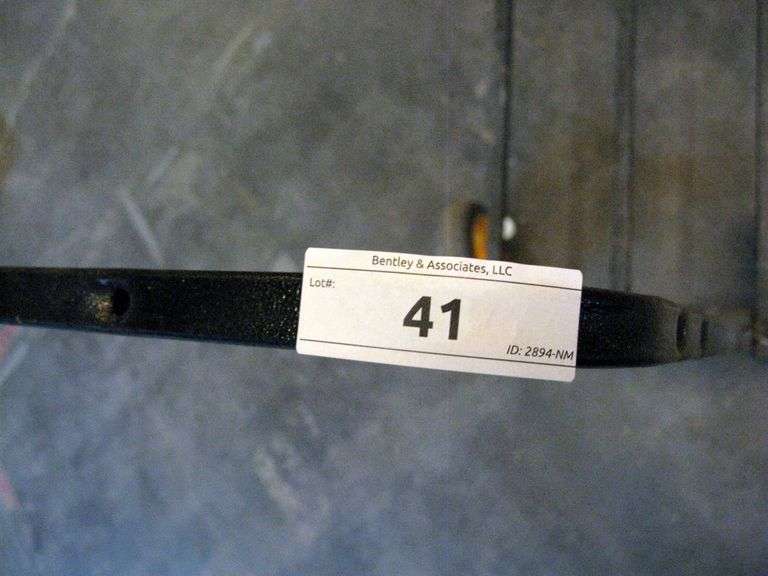 Bentley & Associates, LLC
Lot#:
41
ID: 2894-NM